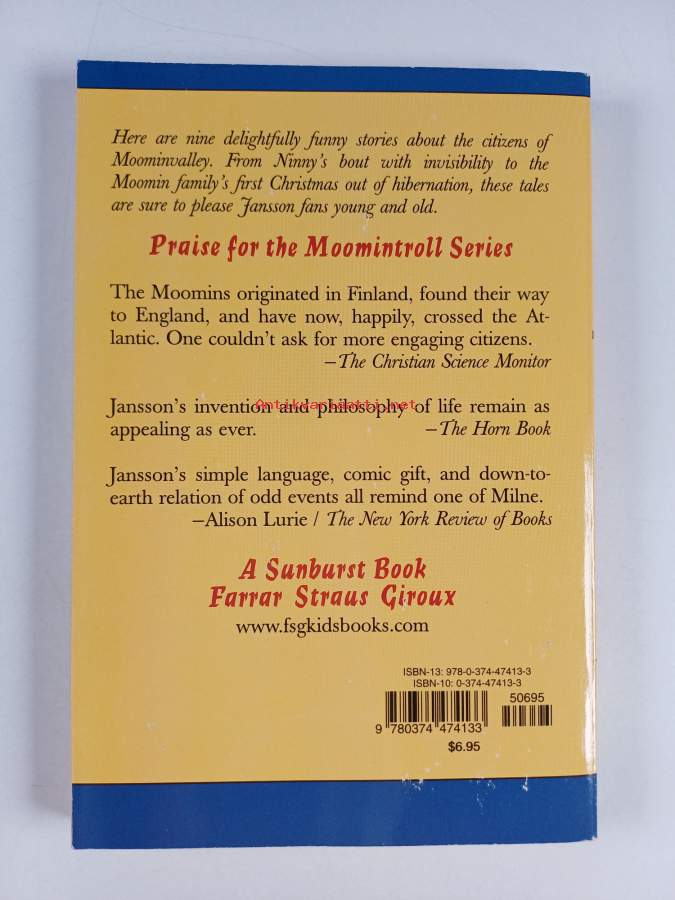 Here are nine delightfully funny stories about the citizens of
Moominvalley. From Ninny's bout with invisibility to the
Moomin family's first Christmas out of hibernation, these tales
are sure to please Jansson fans young and old.
Praise for the Moomintroll Series
The Moomins originated in Finland, found their way
to England, and have now, happily, crossed the At-
lantic. One couldn't ask for more engaging citizens.
—The Christian Science Monitor
Antikvariaatti.net
Jansson's invention and philosophy of life remain as
appealing as ever. —The Horn Book
Jansson's simple language, comic gift, and down-to-
earth relation of odd events all remind one of Milne.
—Alison Lurie / The New York Review of Books
A Sunburst Book
Farrar Straus Giroux
www.fsgkidsbooks.com
ISBN-13: 978-0-374-47413-3
ISBN-10: 0-374-47413-3
50695
9 780374 474133
$6.95